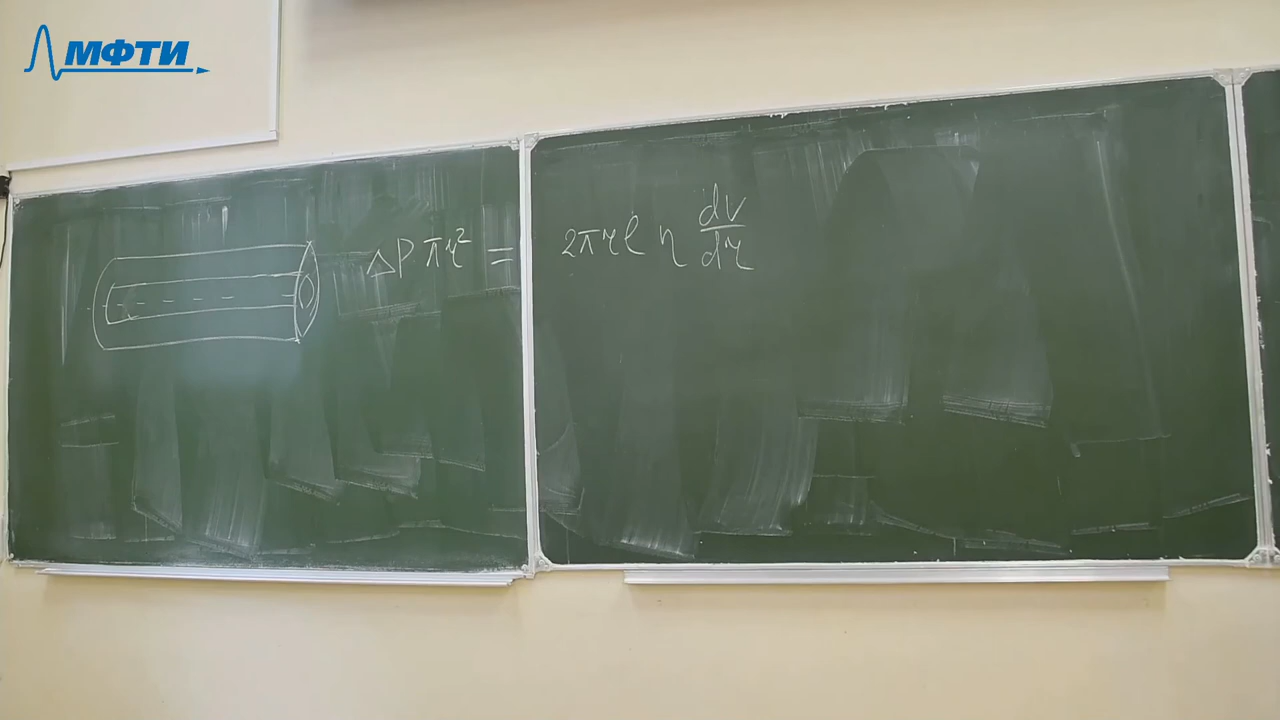 МФТИ
ΔP πr² = 2πrl η dv/dr